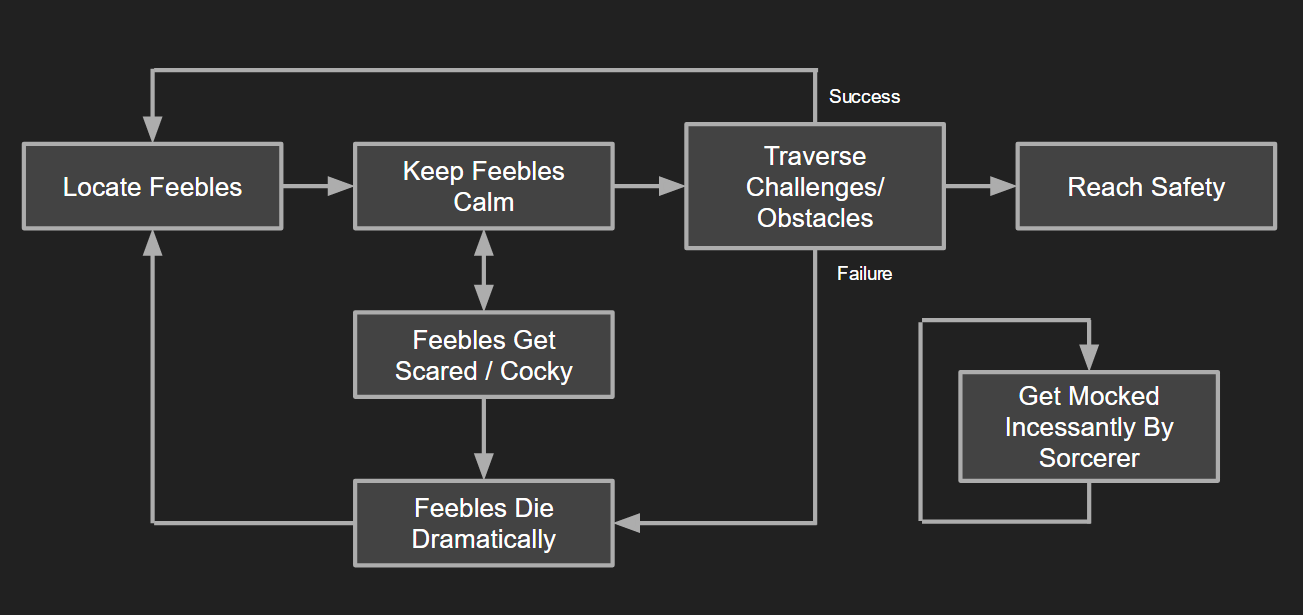 Success
Locate Feebles
Keep Feebles
Calm
Traverse
Challenges/
Obstacles
Reach Safety
Failure
Feebles Get
Scared / Cocky
Get Mocked
Incessantly By
Sorcerer
Feebles Die
Dramatically